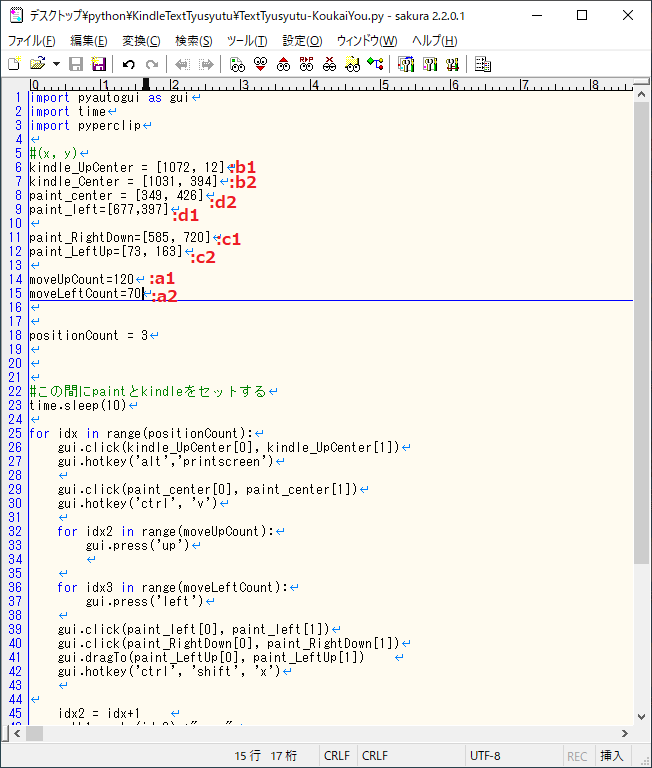 デスクトップ¥python¥KindleTextTyusyutu¥TextTyusyutu-KoukaiYou.py - sakura 2.2.0.1
ファイル(F) 編集(E) 変換(C) 検索(S) ツール(T) 設定(O) ウィンドウ(W) ヘルプ(H)
0 1 2 3 4 5 6 7 8
1 import pyautogui as gui
2 import time
3 import pyperclip
4
5 #(x, y)
6 kindle_UpCenter = [1072, 12] :b1
7 kindle_Center = [1031, 394] :b2
8 paint_center = [349, 426] :d2
9 paint_left=[677,397] :d1
10
11 paint_RightDown=[585, 720] :c1
12 paint_LeftUp=[73, 163] :c2
13
14 moveUpCount=120 :a1
15 moveLeftCount=70 :a2
16
17
18 positionCount = 3
19
20
21
22 #この間にpaintとkindleをセットする
23 time.sleep(10)
24
25 for idx in range(positionCount):
26 gui.click(kindle_UpCenter[0], kindle_UpCenter[1])
27 gui.hotkey('alt','printscreen')
28
29 gui.click(paint_center[0], paint_center[1])
30 gui.hotkey('ctrl', 'v')
31
32 for idx2 in range(moveUpCount):
33 gui.press('up')
34
35
36 for idx3 in range(moveLeftCount):
37 gui.press('left')
38
39 gui.click(paint_left[0], paint_left[1])
40 gui.click(paint_RightDown[0], paint_RightDown[1])
41 gui.dragTo(paint_LeftUp[0], paint_LeftUp[1])
42 gui.hotkey('ctrl', 'shift', 'x')
43
44
45 idx2 = idx+1
15 行 17 桁 CRLF CRLF UTF-8 REC 挿入